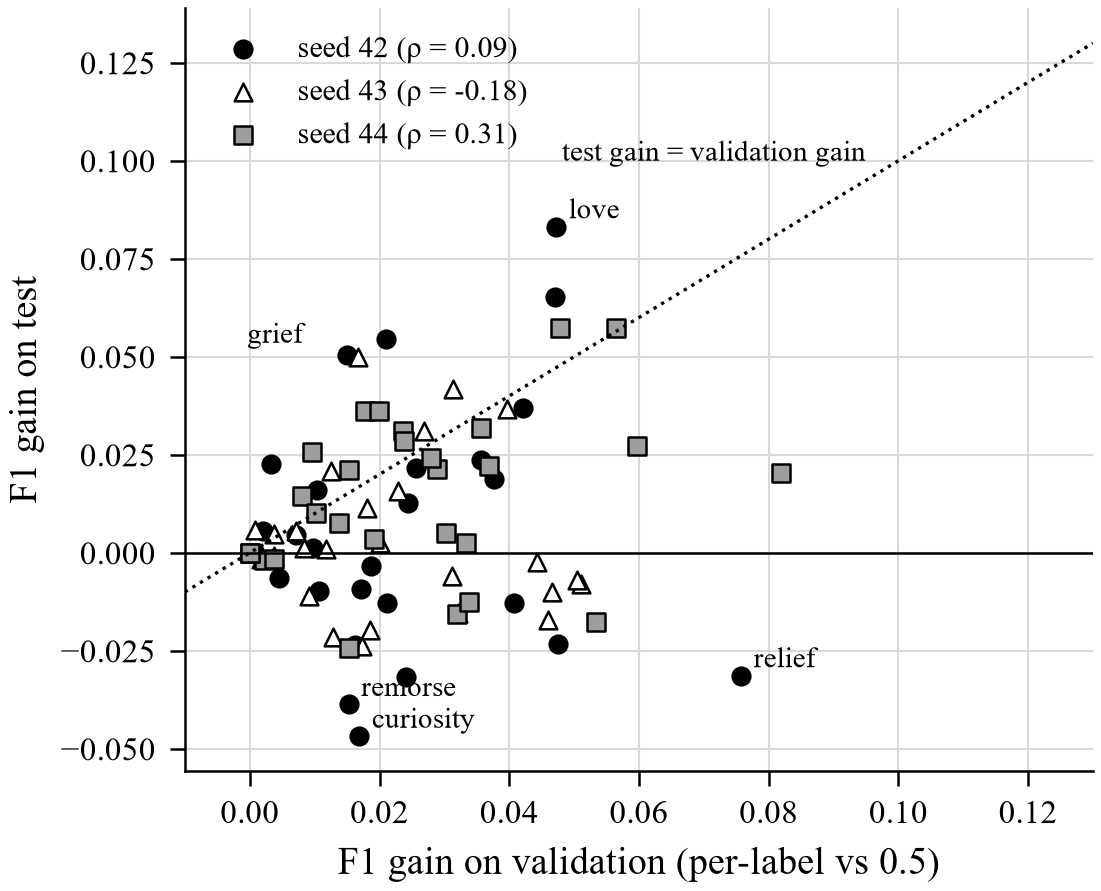 seed 42 (ρ = 0.09)
seed 43 (ρ = -0.18)
seed 44 (ρ = 0.31)
test gain = validation gain
love
grief
relief
remorse
curiosity
0.125
0.100
0.075
0.050
0.025
0.000
−0.025
−0.050
F1 gain on test
0.00 0.02 0.04 0.06 0.08 0.10 0.12
F1 gain on validation (per-label vs 0.5)